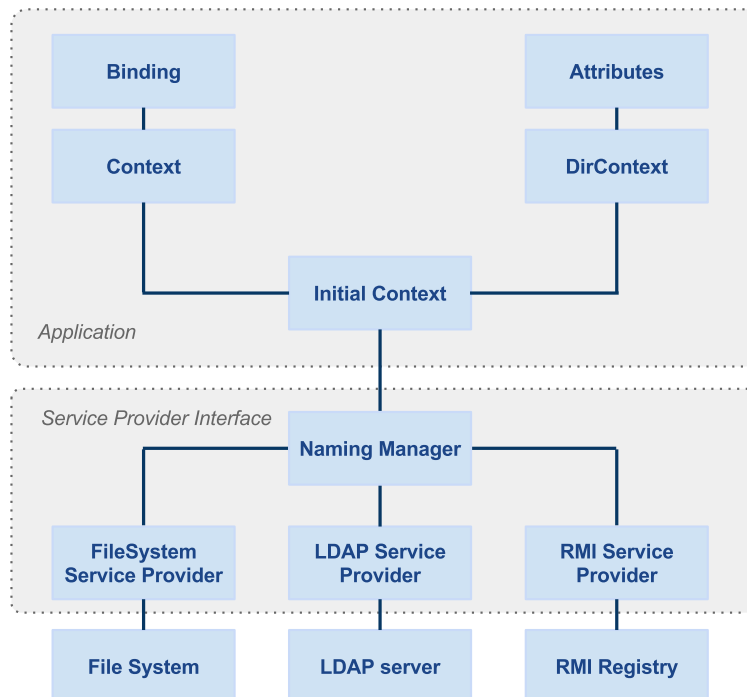 Binding
Attributes
Context
DirContext
Initial Context
Application
Service Provider Interface
Naming Manager
FileSystem
Service Provider
LDAP Service
Provider
RMI Service
Provider
File System
LDAP server
RMI Registry